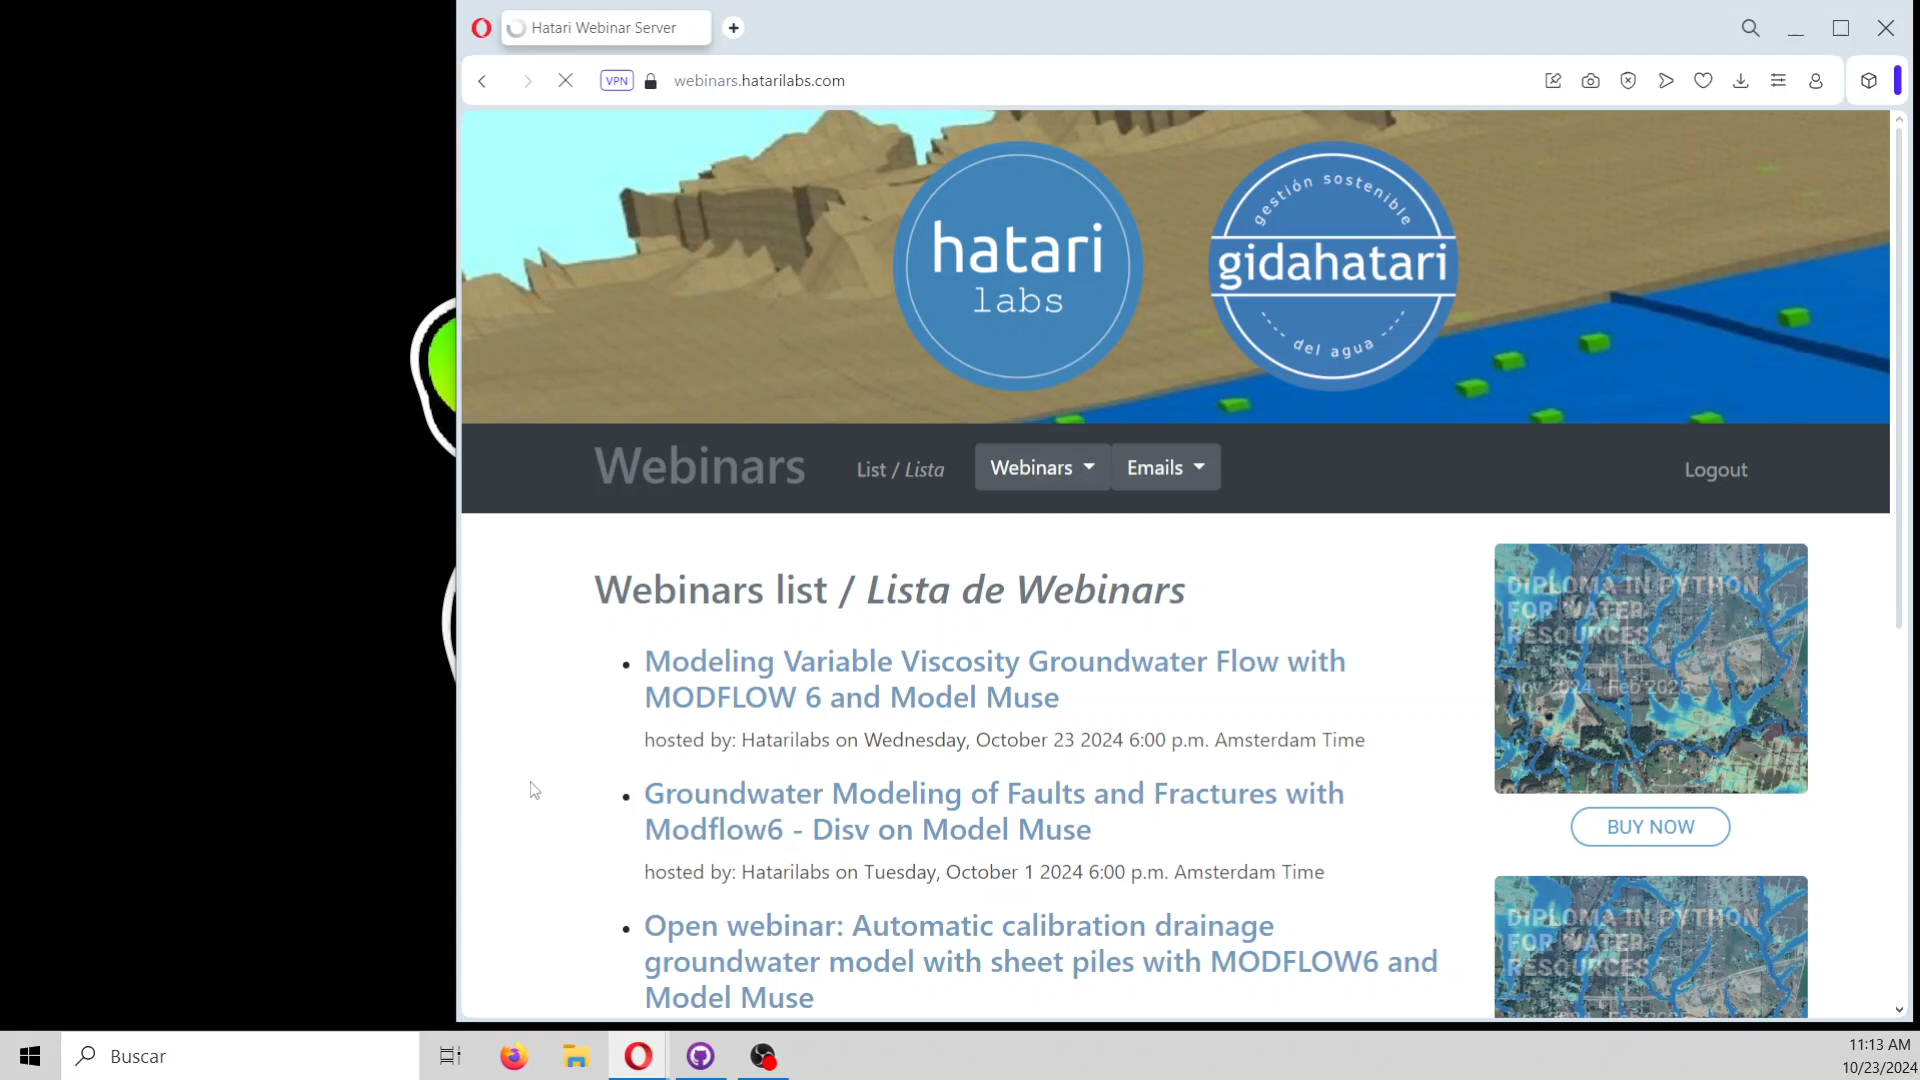 Hatari Webinar Server
VPN
webinars.hatarilabs.com
hatari
labs
gestión sostenible
gidahatari
del agua
Webinars
List / Lista
Webinars
Emails
Logout
Webinars list / Lista de Webinars
Modeling Variable Viscosity Groundwater Flow with
MODFLOW 6 and Model Muse
hosted by: Hatarilabs on Wednesday, October 23 2024 6:00 p.m. Amsterdam Time
Groundwater Modeling of Faults and Fractures with
Modflow6 - Disv on Model Muse
hosted by: Hatarilabs on Tuesday, October 1 2024 6:00 p.m. Amsterdam Time
Open webinar: Automatic calibration drainage
groundwater model with sheet piles with MODFLOW6 and
Model Muse
DIPLOMA IN PYTHON
FOR WATER
RESOURCES
Nov 2024 - Feb 2025
BUY NOW
DIPLOMA IN PYTHON
FOR WATER
RESOURCES
Buscar
11:13 AM
10/23/2024